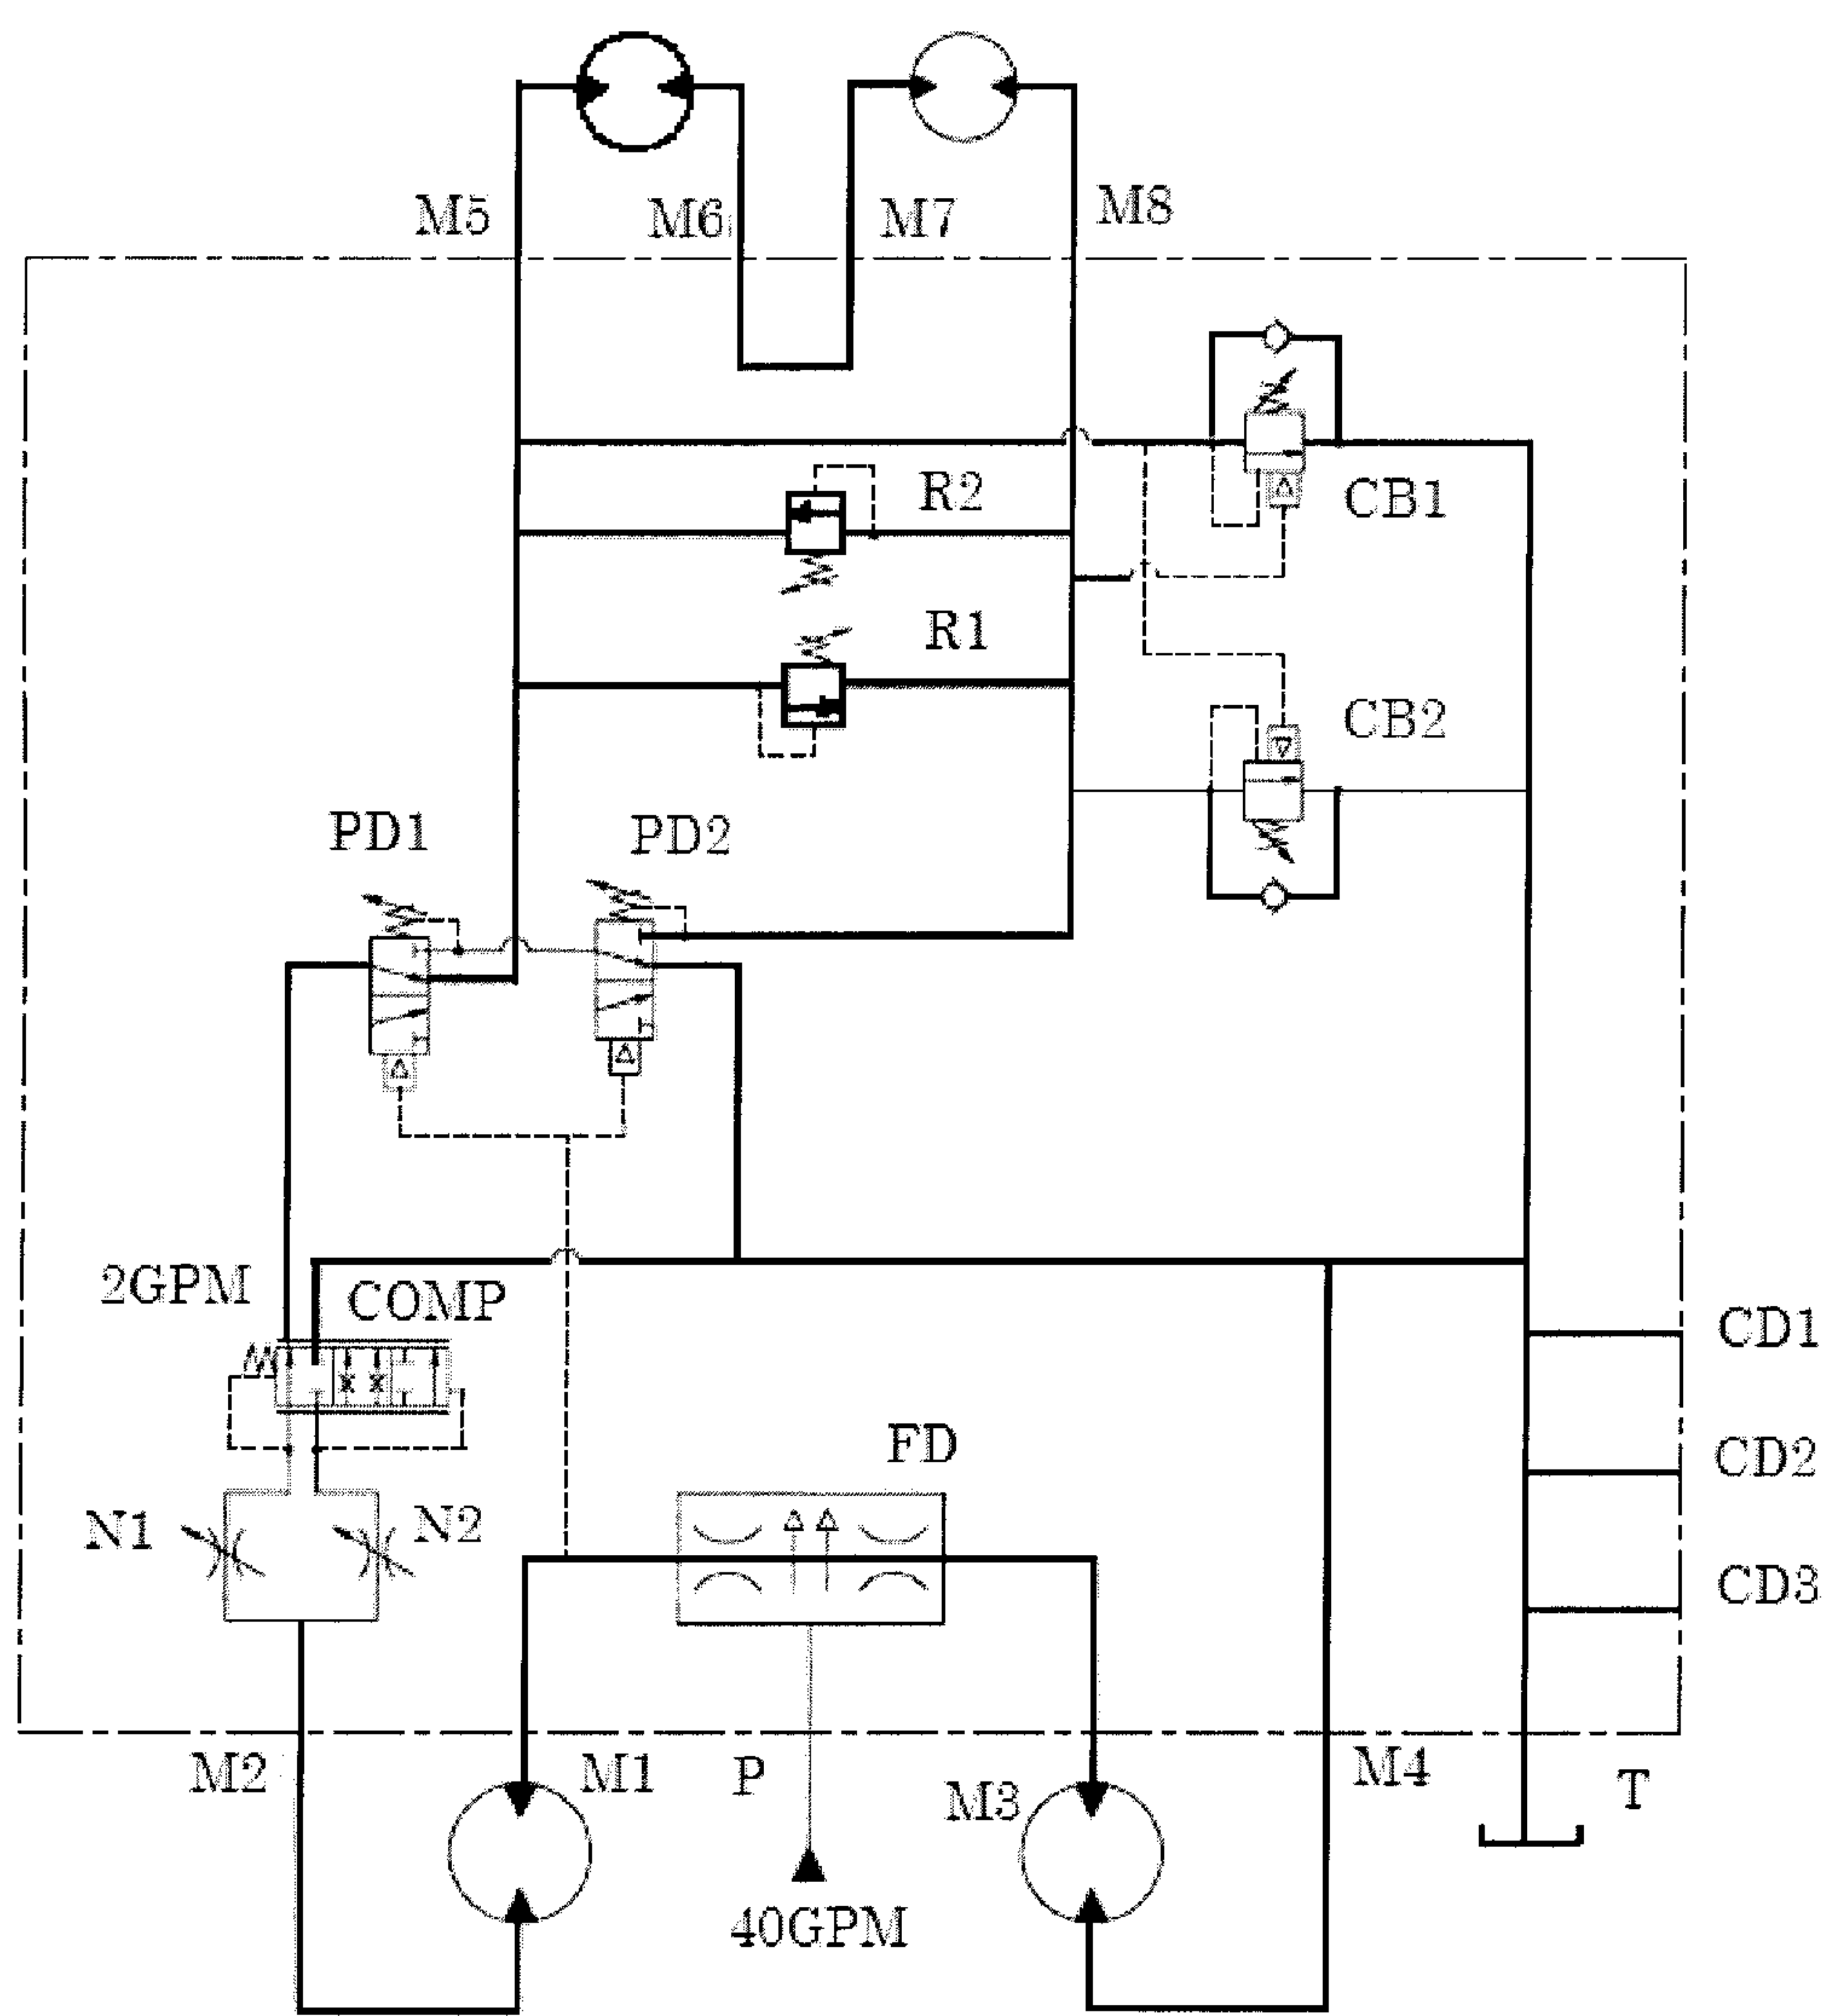 M5 M6 M7 M8
R2
CB1
R1
CB2
PD1 PD2
2GPM COMP
CD1
FD
CD2
N1 N2
CD3
M2 M1 P M3 M4 T
40GPM